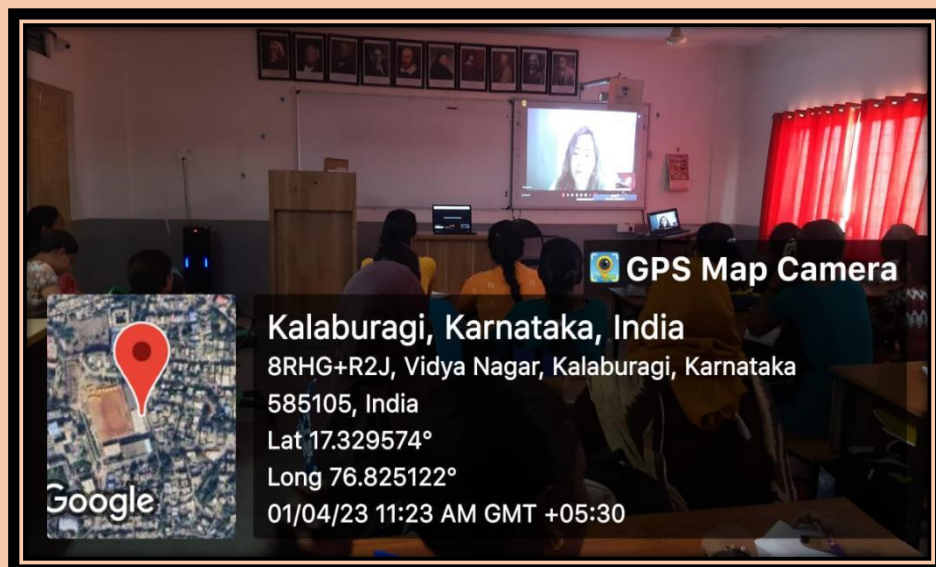 GPS Map Camera
Kalaburagi, Karnataka, India
8RHG+R2J, Vidya Nagar, Kalaburagi, Karnataka
585105, India
Lat 17.329574°
Long 76.825122°
01/04/23 11:23 AM GMT +05:30
Google